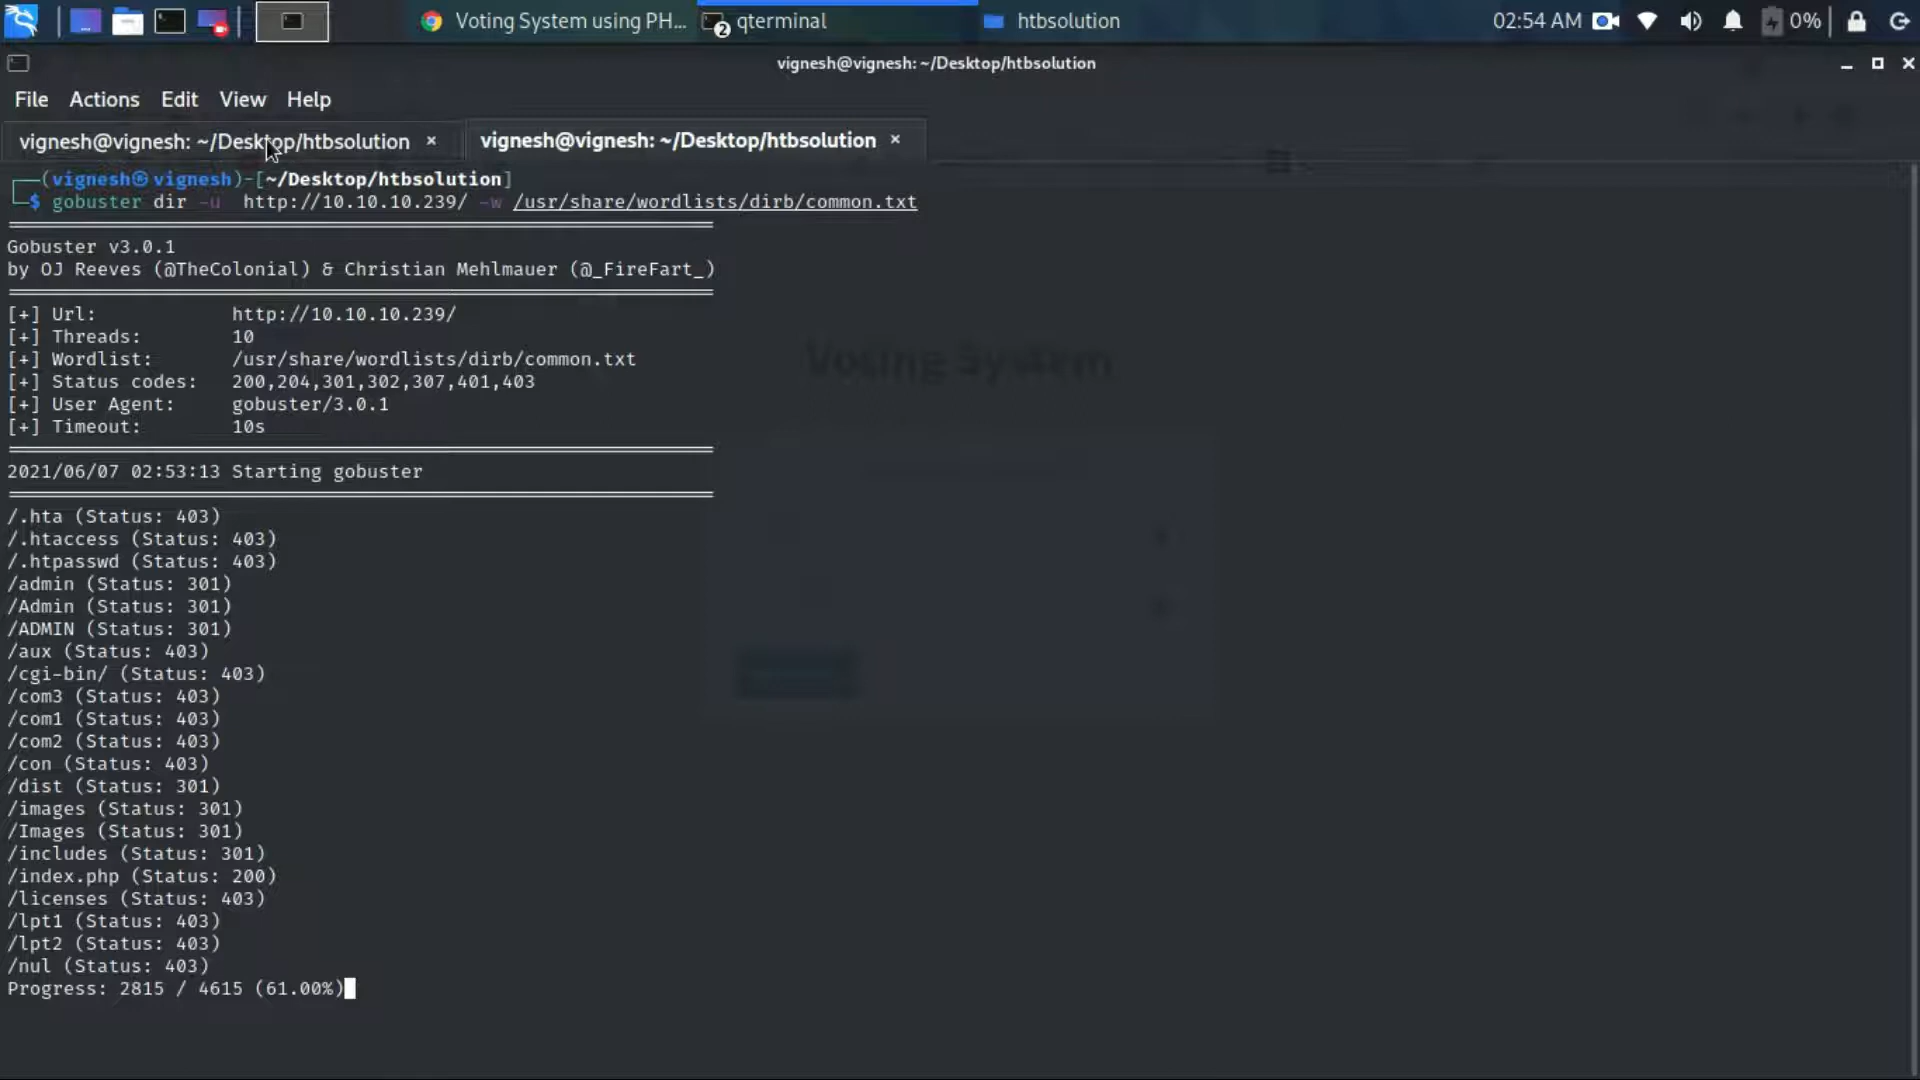 Voting System using PH...
2 qterminal
htbsolution
02:54 AM
0%
vignesh@vignesh: ~/Desktop/htbsolution
File Actions Edit View Help
vignesh@vignesh: ~/Desktop/htbsolution ×
vignesh@vignesh: ~/Desktop/htbsolution ×
┌──(vignesh㉿vignesh)-[~/Desktop/htbsolution]
└─$ gobuster dir -u  http://10.10.10.239/ -w /usr/share/wordlists/dirb/common.txt
Gobuster v3.0.1
by OJ Reeves (@TheColonial) & Christian Mehlmauer (@_FireFart_)
[+] Url:            http://10.10.10.239/
[+] Threads:        10
[+] Wordlist:       /usr/share/wordlists/dirb/common.txt
[+] Status codes:   200,204,301,302,307,401,403
[+] User Agent:     gobuster/3.0.1
[+] Timeout:        10s
2021/06/07 02:53:13 Starting gobuster
/.hta (Status: 403)
/.htaccess (Status: 403)
/.htpasswd (Status: 403)
/admin (Status: 301)
/Admin (Status: 301)
/ADMIN (Status: 301)
/aux (Status: 403)
/cgi-bin/ (Status: 403)
/com3 (Status: 403)
/com1 (Status: 403)
/com2 (Status: 403)
/con (Status: 403)
/dist (Status: 301)
/images (Status: 301)
/Images (Status: 301)
/includes (Status: 301)
/index.php (Status: 200)
/licenses (Status: 403)
/lpt1 (Status: 403)
/lpt2 (Status: 403)
/nul (Status: 403)
Progress: 2815 / 4615 (61.00%)
Voting System